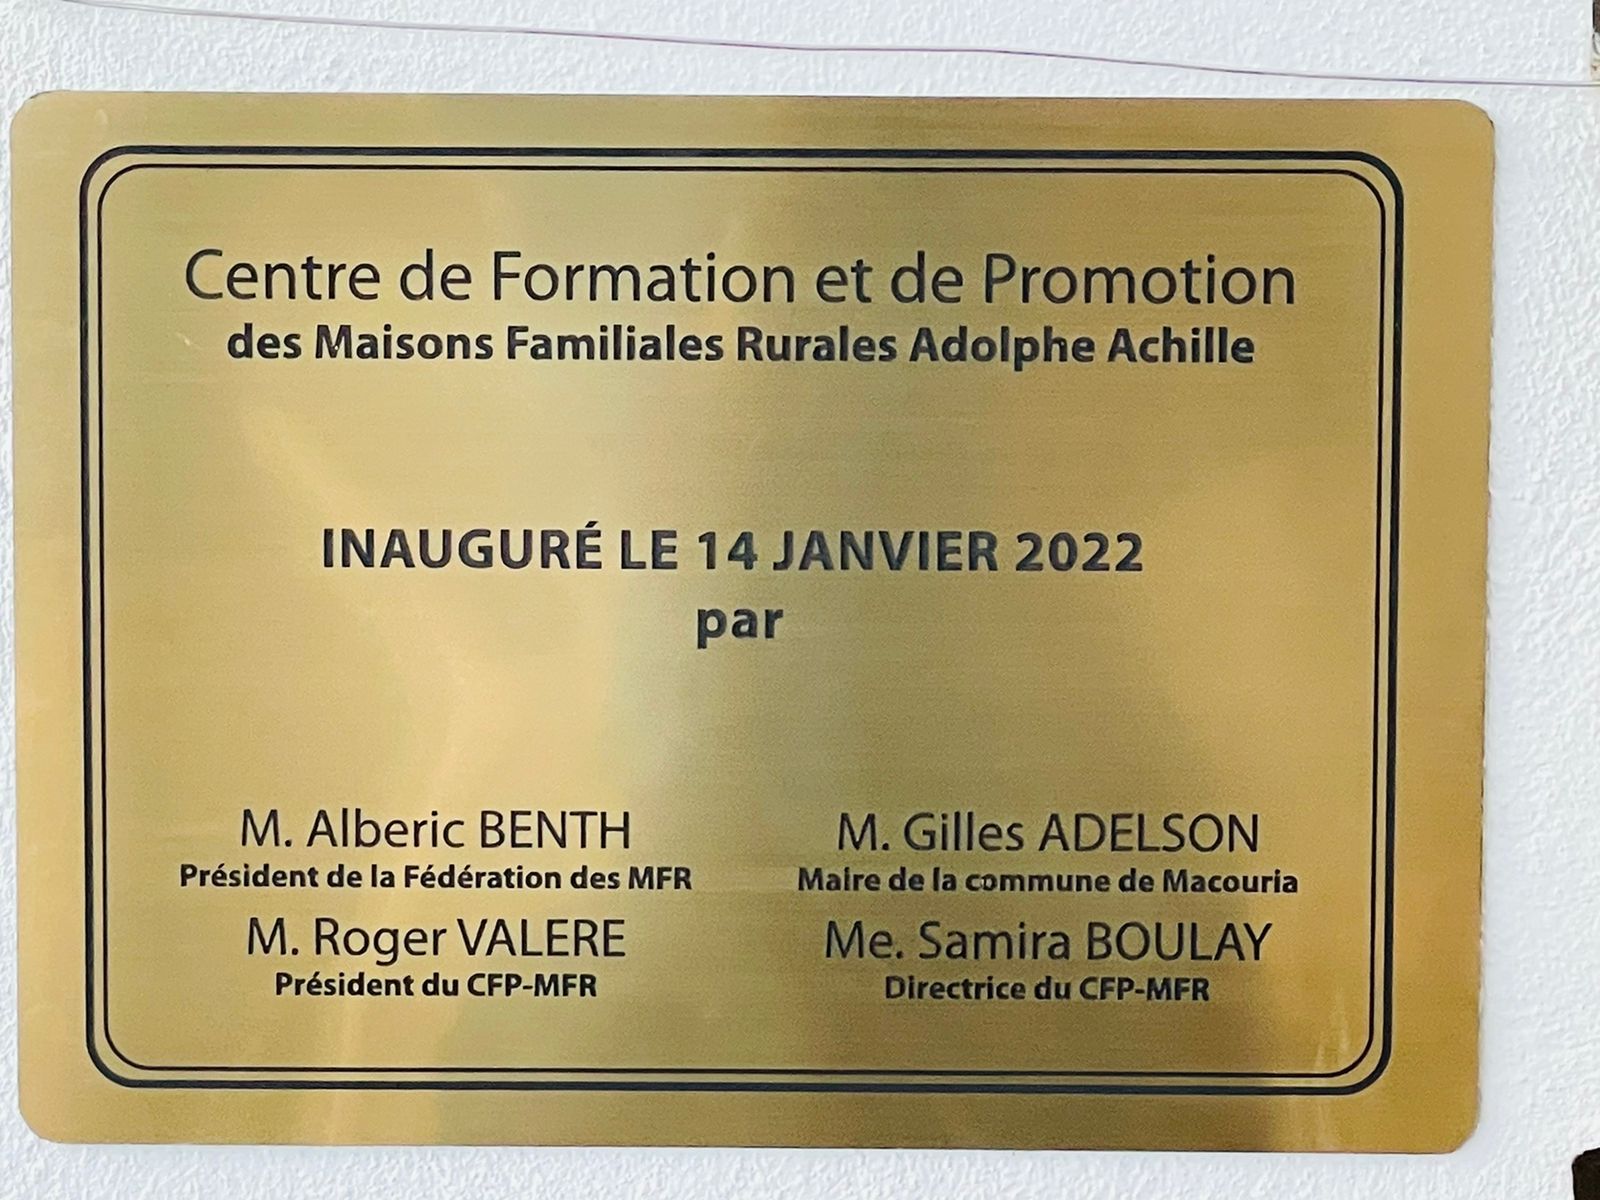 Centre de Formation et de Promotion
des Maisons Familiales Rurales Adolphe Achille
INAUGURÉ LE 14 JANVIER 2022
par
M. Alberic BENTH
Président de la Fédération des MFR
M. Roger VALERE
Président du CFP-MFR
M. Gilles ADELSON
Maire de la commune de Macouria
Me. Samira BOULAY
Directrice du CFP-MFR